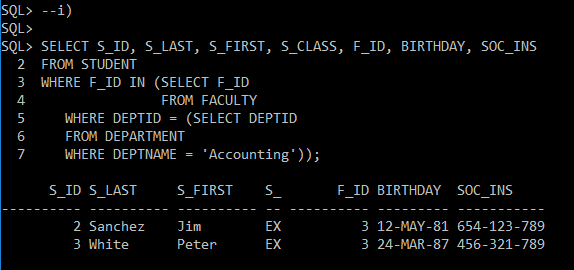 SQL> --i)
SQL>
SQL> SELECT S_ID, S_LAST, S_FIRST, S_CLASS, F_ID, BIRTHDAY, SOC_INS
  2  FROM STUDENT
  3  WHERE F_ID IN (SELECT F_ID
  4                 FROM FACULTY
  5     WHERE DEPTID = (SELECT DEPTID
  6     FROM DEPARTMENT
  7     WHERE DEPTNAME = 'Accounting'));
      S_ID S_LAST     S_FIRST    S_       F_ID BIRTHDAY  SOC_INS
---------- ---------- ---------- -- ---------- --------- -----------
         2 Sanchez    Jim        EX          3 12-MAY-81 654-123-789
         3 White      Peter      EX          3 24-MAR-87 456-321-789